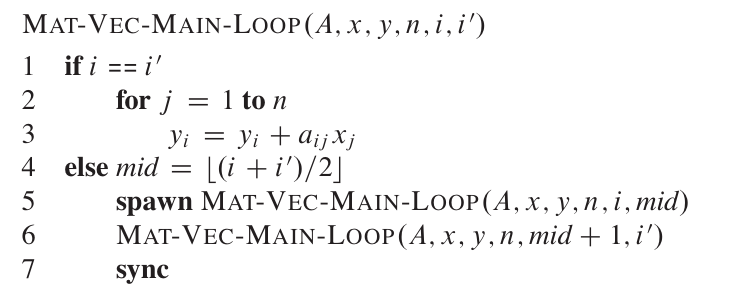 MAT-VEC-MAIN-LOOP(A, x, y, n, i, i′)
1 if i == i′
2 for j = 1 to n
3 yᵢ = yᵢ + aᵢⱼxⱼ
4 else mid = ⌊(i + i′)/2⌋
5 spawn MAT-VEC-MAIN-LOOP(A, x, y, n, i, mid)
6 MAT-VEC-MAIN-LOOP(A, x, y, n, mid + 1, i′)
7 sync